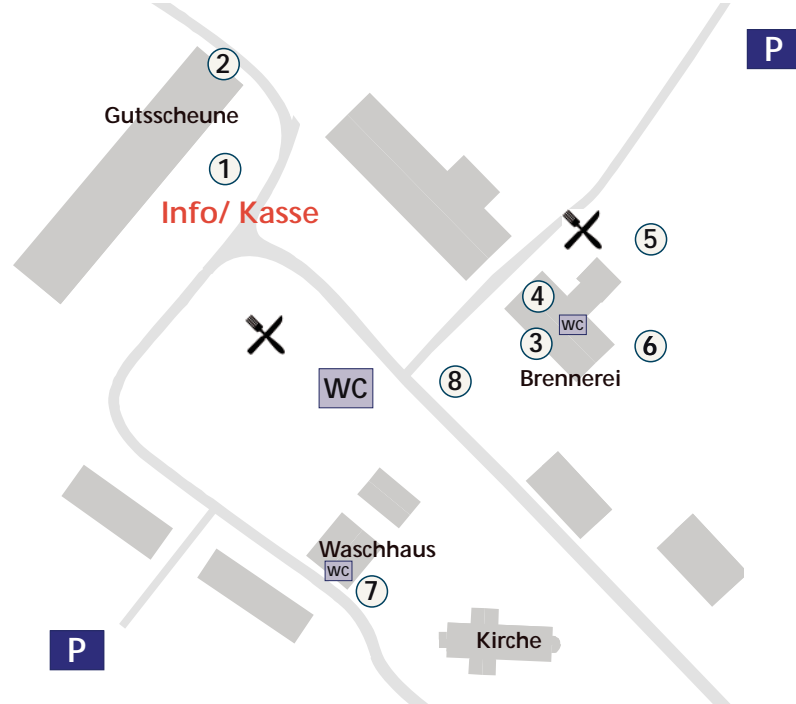 P
2
Gutsscheune
1
Info/ Kasse
5
4
WC
3
6
Brennerei
WC
8
Waschhaus
WC
7
Kirche
P